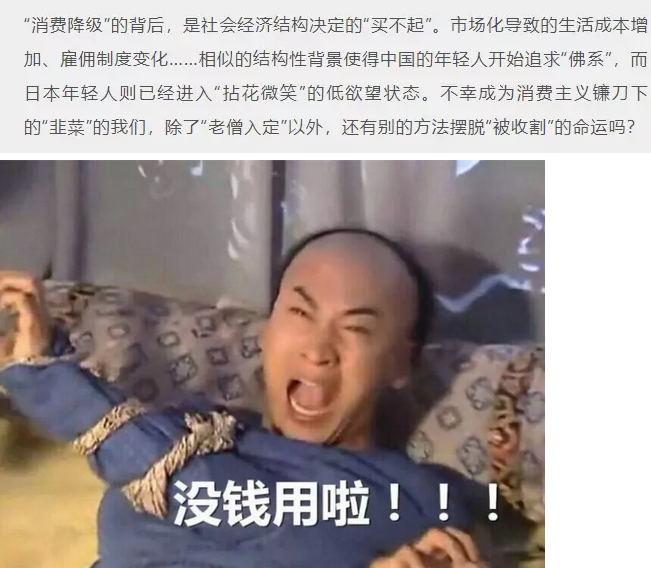 “消费降级”的背后，是社会经济结构决定的“买不起”。市场化导致的生活成本增
加、雇佣制度变化……相似的结构性背景使得中国的年轻人开始追求“佛系”，而
日本年轻人则已经进入“拈花微笑”的低欲望状态。不幸成为消费主义镰刀下
的“韭菜”的我们，除了“老僧入定”以外，还有别的方法摆脱“被收割”的命运吗？
没钱用啦！！！